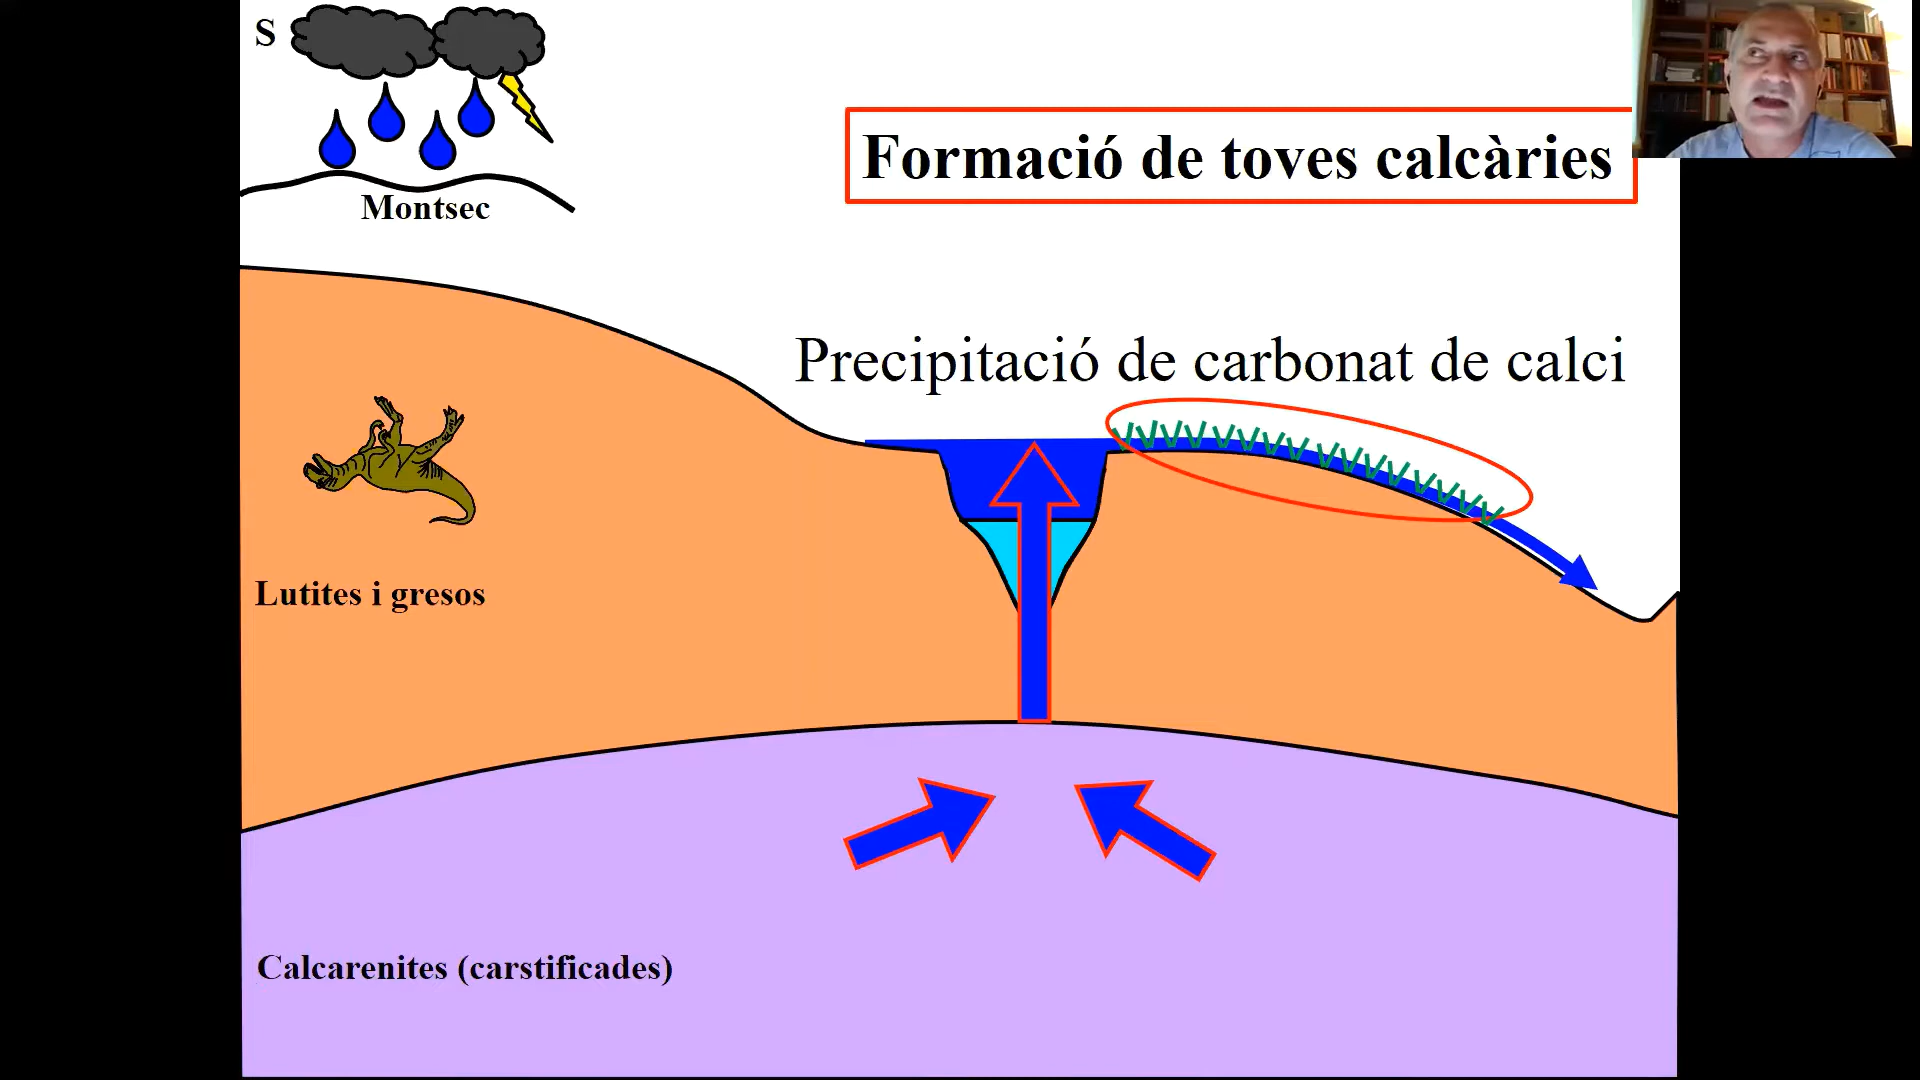 S
Montsec
Formació de toves calcàries
Precipitació de carbonat de calci
Lutites i gresos
Calcarenites (carstificades)